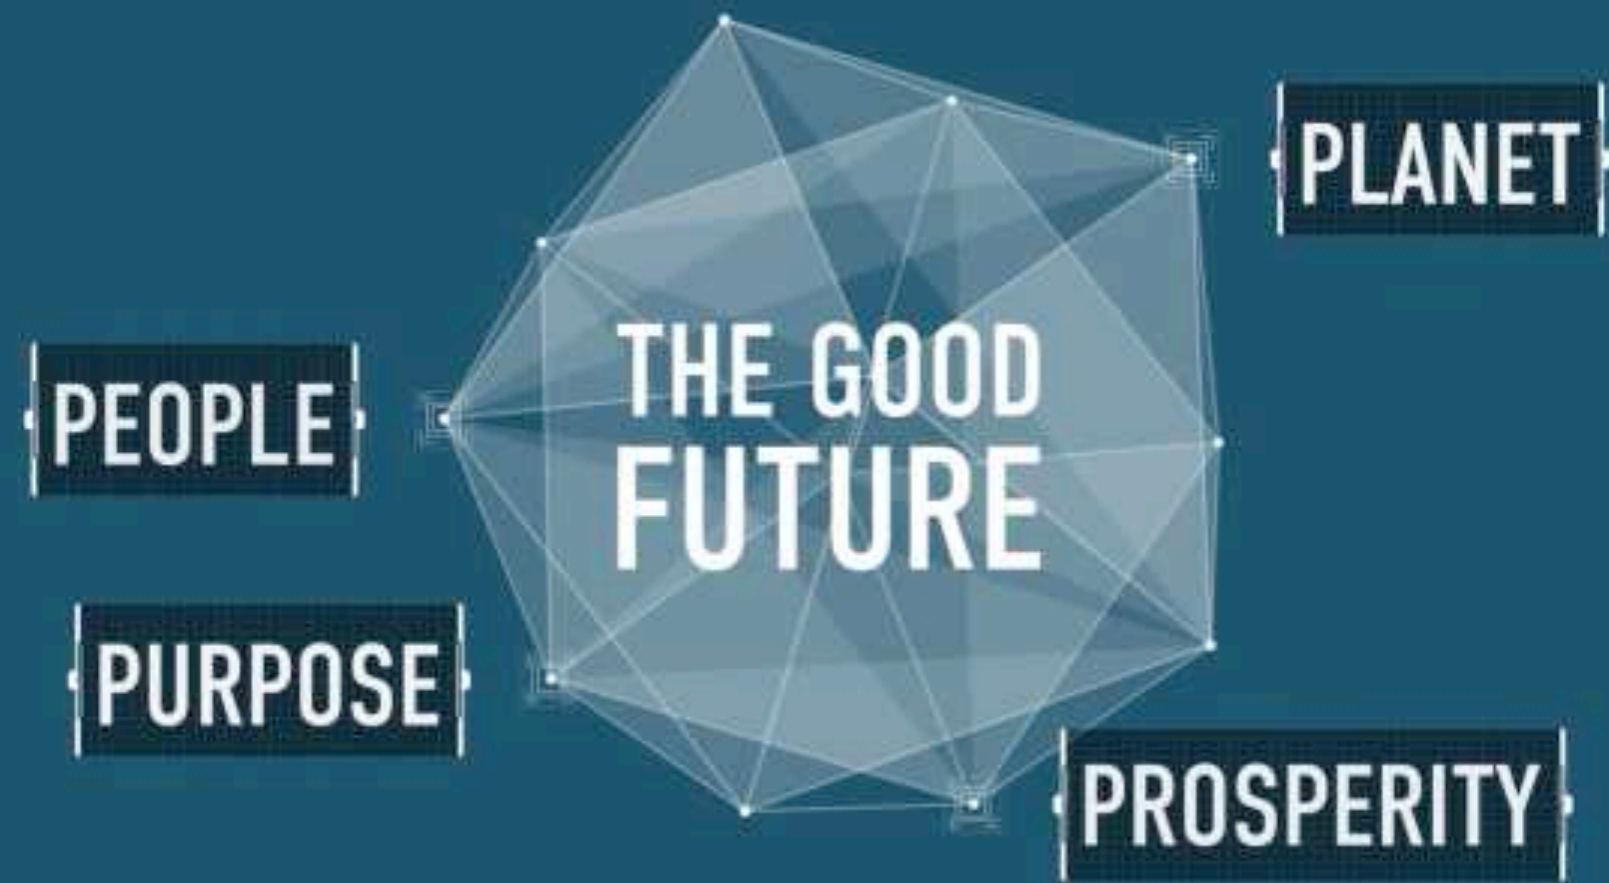 PLANET
THE GOOD
FUTURE
PEOPLE
PURPOSE
PROSPERITY